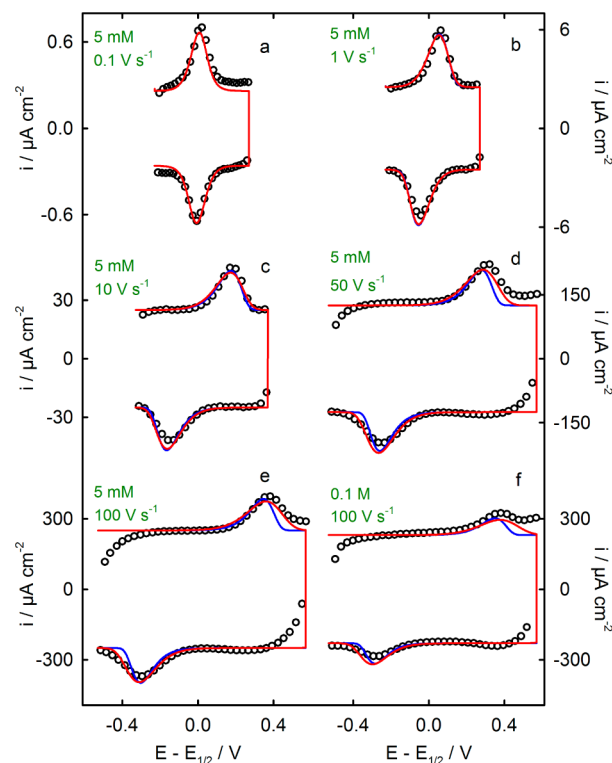 5 mM
0.1 V s⁻¹
a
5 mM
1 V s⁻¹
b
0.6
0.0
-0.6
i / µA cm⁻²
6
0
-6
i / µA cm⁻²
5 mM
10 V s⁻¹
c
5 mM
50 V s⁻¹
d
30
0
-30
i / µA cm⁻²
150
0
-150
i / µA cm⁻²
5 mM
100 V s⁻¹
e
0.1 M
100 V s⁻¹
f
300
0
-300
i / µA cm⁻²
300
0
-300
i / µA cm⁻²
-0.4 0.0 0.4
-0.4 0.0 0.4
E - E1/2 / V
E - E1/2 / V